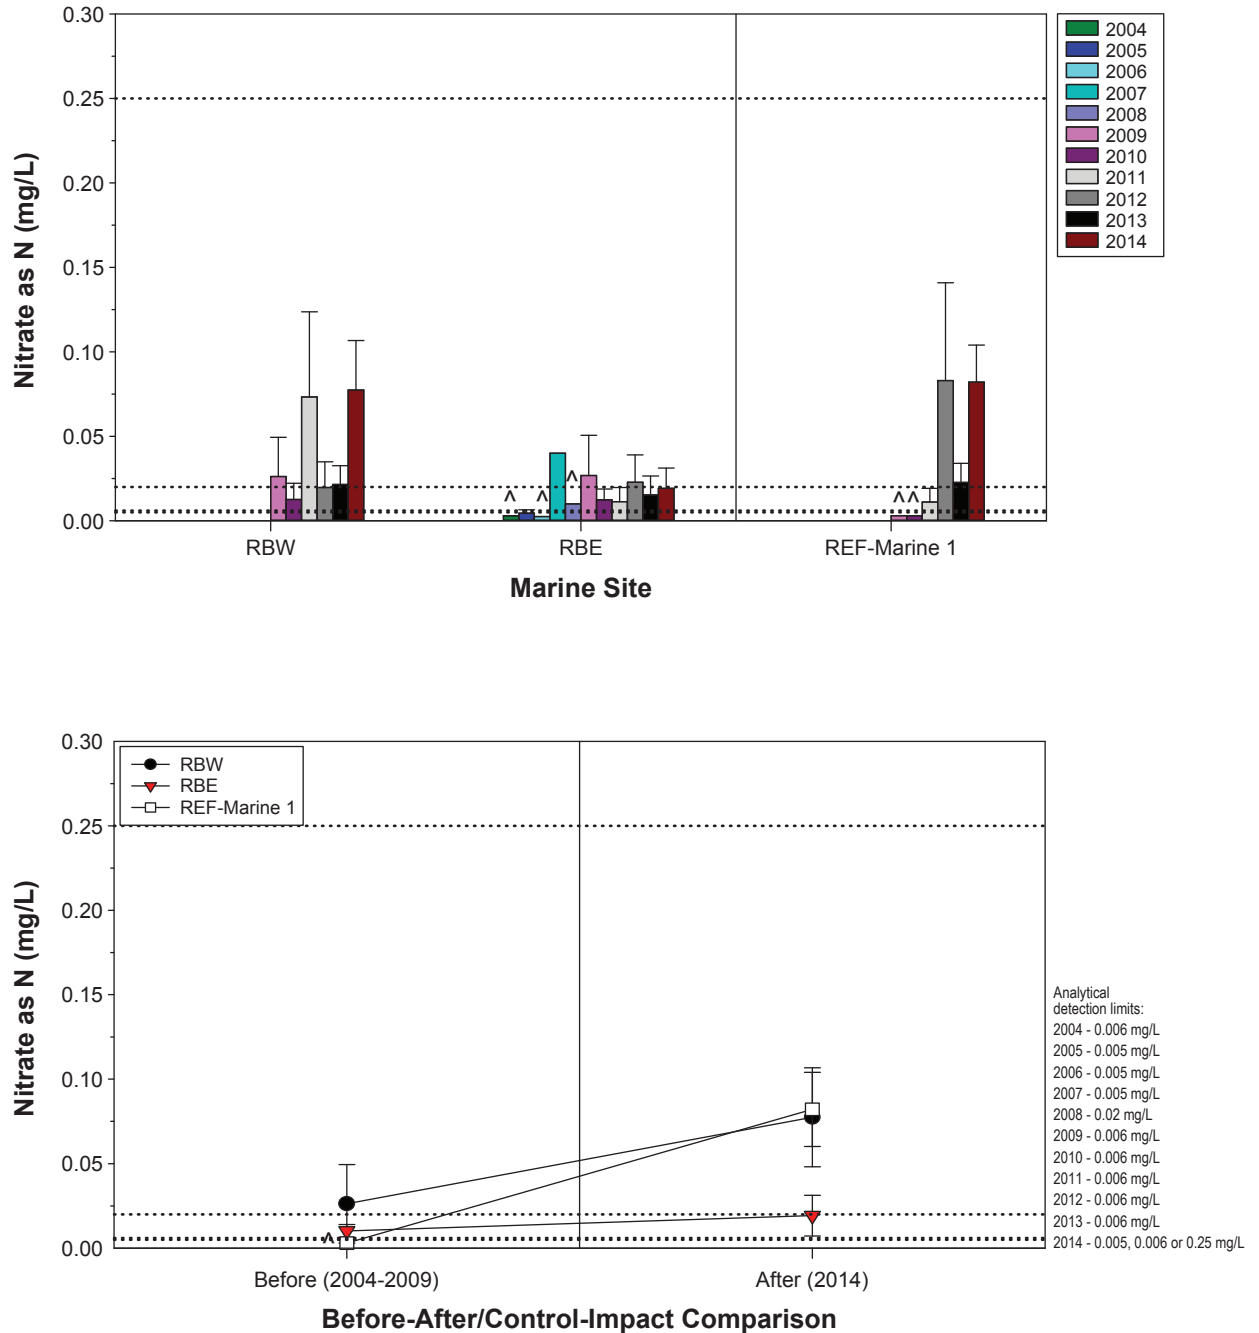 0.30
0.25
0.20
0.15
0.10
0.05
0.00
Nitrate as N (mg/L)
2004
2005
2006
2007
2008
2009
2010
2011
2012
2013
2014
^ ^ ^ ^ ^
RBW RBE REF-Marine 1
Marine Site
0.30
0.25
0.20
0.15
0.10
0.05
0.00
Nitrate as N (mg/L)
RBW
RBE
REF-Marine 1
^
Before (2004-2009) After (2014)
Before-After/Control-Impact Comparison
Analytical
detection limits:
2004 - 0.006 mg/L
2005 - 0.005 mg/L
2006 - 0.005 mg/L
2007 - 0.005 mg/L
2008 - 0.02 mg/L
2009 - 0.006 mg/L
2010 - 0.006 mg/L
2011 - 0.006 mg/L
2012 - 0.006 mg/L
2013 - 0.006 mg/L
2014 - 0.005, 0.006 or 0.25 mg/L